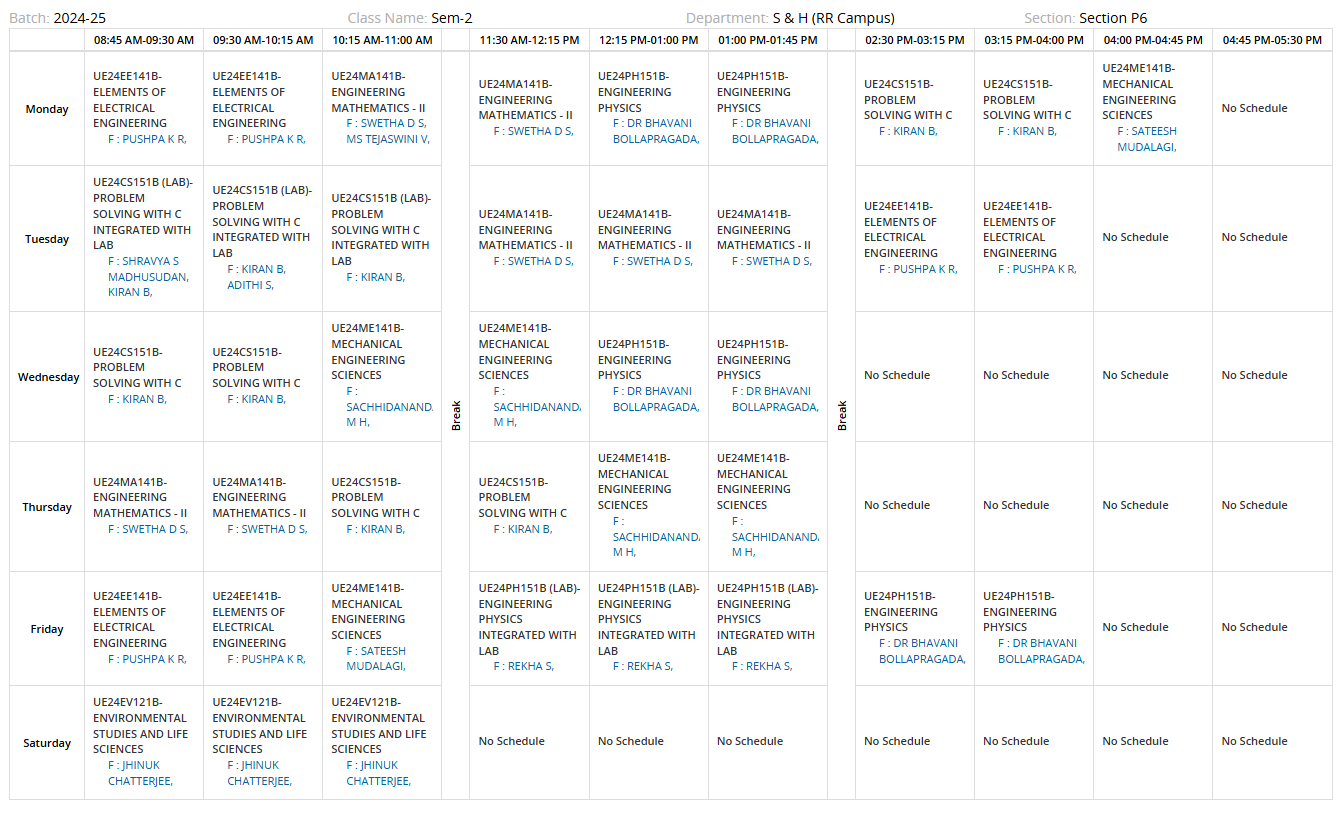 Batch: 2024-25 Class Name: Sem-2 Department: S & H (RR Campus) Section: Section P6
08:45 AM-09:30 AM 09:30 AM-10:15 AM 10:15 AM-11:00 AM 11:30 AM-12:15 PM 12:15 PM-01:00 PM 01:00 PM-01:45 PM 02:30 PM-03:15 PM 03:15 PM-04:00 PM 04:00 PM-04:45 PM 04:45 PM-05:30 PM
Monday
UE24EE141B-
ELEMENTS OF
ELECTRICAL
ENGINEERING
F : PUSHPA K R,
UE24EE141B-
ELEMENTS OF
ELECTRICAL
ENGINEERING
F : PUSHPA K R,
UE24MA141B-
ENGINEERING
MATHEMATICS - II
F : SWETHA D S,
MS TEJASWINI V,
UE24MA141B-
ENGINEERING
MATHEMATICS - II
F : SWETHA D S,
UE24PH151B-
ENGINEERING
PHYSICS
F : DR BHAVANI
BOLLAPRAGADA,
UE24PH151B-
ENGINEERING
PHYSICS
F : DR BHAVANI
BOLLAPRAGADA,
UE24CS151B-
PROBLEM
SOLVING WITH C
F : KIRAN B,
UE24CS151B-
PROBLEM
SOLVING WITH C
F : KIRAN B,
UE24ME141B-
MECHANICAL
ENGINEERING
SCIENCES
F : SATEESH
MUDALAGI,
No Schedule
Tuesday
UE24CS151B (LAB)-
PROBLEM
SOLVING WITH C
INTEGRATED WITH
LAB
F : SHRAVYA S
MADHUSUDAN,
KIRAN B,
UE24CS151B (LAB)-
PROBLEM
SOLVING WITH C
INTEGRATED WITH
LAB
F : KIRAN B,
ADITHI S,
UE24CS151B (LAB)-
PROBLEM
SOLVING WITH C
INTEGRATED WITH
LAB
F : KIRAN B,
UE24MA141B-
ENGINEERING
MATHEMATICS - II
F : SWETHA D S,
UE24MA141B-
ENGINEERING
MATHEMATICS - II
F : SWETHA D S,
UE24MA141B-
ENGINEERING
MATHEMATICS - II
F : SWETHA D S,
UE24EE141B-
ELEMENTS OF
ELECTRICAL
ENGINEERING
F : PUSHPA K R,
UE24EE141B-
ELEMENTS OF
ELECTRICAL
ENGINEERING
F : PUSHPA K R,
No Schedule
No Schedule
Wednesday
UE24CS151B-
PROBLEM
SOLVING WITH C
F : KIRAN B,
UE24CS151B-
PROBLEM
SOLVING WITH C
F : KIRAN B,
UE24ME141B-
MECHANICAL
ENGINEERING
SCIENCES
F :
SACHHIDANAND
M H,
Break
UE24ME141B-
MECHANICAL
ENGINEERING
SCIENCES
F :
SACHHIDANAND
M H,
UE24PH151B-
ENGINEERING
PHYSICS
F : DR BHAVANI
BOLLAPRAGADA,
UE24PH151B-
ENGINEERING
PHYSICS
F : DR BHAVANI
BOLLAPRAGADA,
Break
No Schedule
No Schedule
No Schedule
No Schedule
Thursday
UE24MA141B-
ENGINEERING
MATHEMATICS - II
F : SWETHA D S,
UE24MA141B-
ENGINEERING
MATHEMATICS - II
F : SWETHA D S,
UE24CS151B-
PROBLEM
SOLVING WITH C
F : KIRAN B,
UE24CS151B-
PROBLEM
SOLVING WITH C
F : KIRAN B,
UE24ME141B-
MECHANICAL
ENGINEERING
SCIENCES
F :
SACHHIDANAND
M H,
UE24ME141B-
MECHANICAL
ENGINEERING
SCIENCES
F :
SACHHIDANAND
M H,
No Schedule
No Schedule
No Schedule
No Schedule
Friday
UE24EE141B-
ELEMENTS OF
ELECTRICAL
ENGINEERING
F : PUSHPA K R,
UE24EE141B-
ELEMENTS OF
ELECTRICAL
ENGINEERING
F : PUSHPA K R,
UE24ME141B-
MECHANICAL
ENGINEERING
SCIENCES
F : SATEESH
MUDALAGI,
UE24PH151B (LAB)-
ENGINEERING
PHYSICS
INTEGRATED WITH
LAB
F : REKHA S,
UE24PH151B (LAB)-
ENGINEERING
PHYSICS
INTEGRATED WITH
LAB
F : REKHA S,
UE24PH151B (LAB)-
ENGINEERING
PHYSICS
INTEGRATED WITH
LAB
F : REKHA S,
UE24PH151B-
ENGINEERING
PHYSICS
F : DR BHAVANI
BOLLAPRAGADA,
UE24PH151B-
ENGINEERING
PHYSICS
F : DR BHAVANI
BOLLAPRAGADA,
No Schedule
No Schedule
Saturday
UE24EV121B-
ENVIRONMENTAL
STUDIES AND LIFE
SCIENCES
F : JHINUK
CHATTERJEE,
UE24EV121B-
ENVIRONMENTAL
STUDIES AND LIFE
SCIENCES
F : JHINUK
CHATTERJEE,
UE24EV121B-
ENVIRONMENTAL
STUDIES AND LIFE
SCIENCES
F : JHINUK
CHATTERJEE,
No Schedule
No Schedule
No Schedule
No Schedule
No Schedule
No Schedule
No Schedule